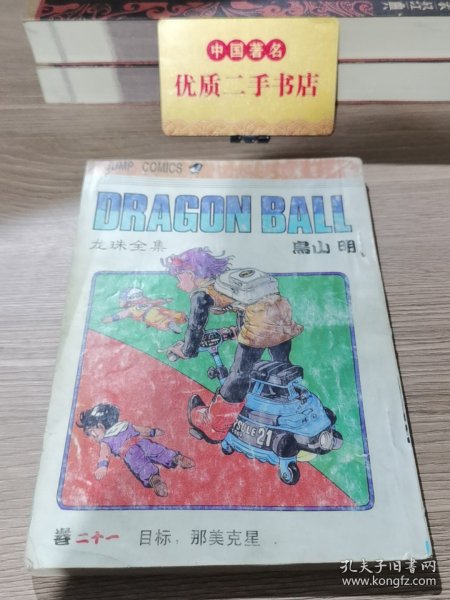 中国著名
优质二手书店
JUMP COMICS
DRAGON BALL
龙珠全集
鳥山明
21
卷二十一 目标，那美克星
孔夫子旧书网
www.kongfz.com